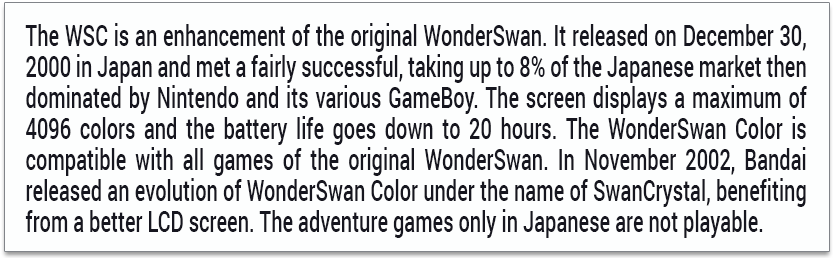 The WSC is an enhancement of the original WonderSwan. It released on December 30,
2000 in Japan and met a fairly successful, taking up to 8% of the Japanese market then
dominated by Nintendo and its various GameBoy. The screen displays a maximum of
4096 colors and the battery life goes down to 20 hours. The WonderSwan Color is
compatible with all games of the original WonderSwan. In November 2002, Bandai
released an evolution of WonderSwan Color under the name of SwanCrystal, benefiting
from a better LCD screen. The adventure games only in Japanese are not playable.